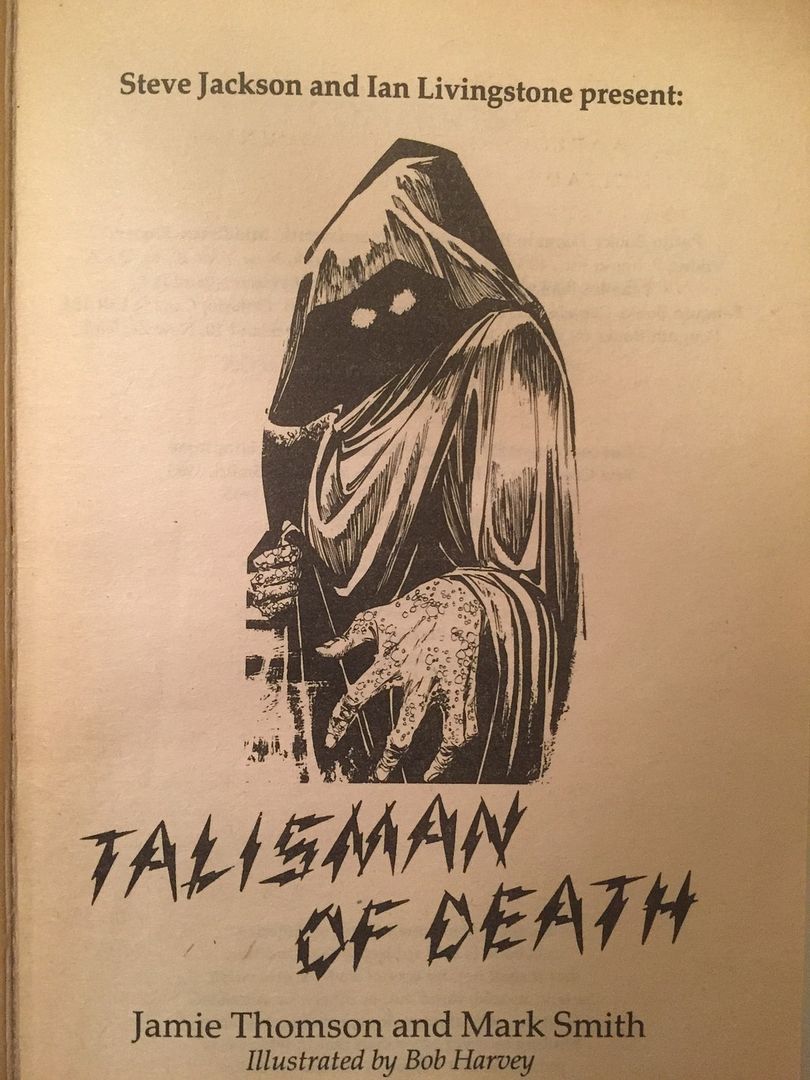 Steve Jackson and Ian Livingstone present:
TALISMAN
OF DEATH
Jamie Thomson and Mark Smith
Illustrated by Bob Harvey